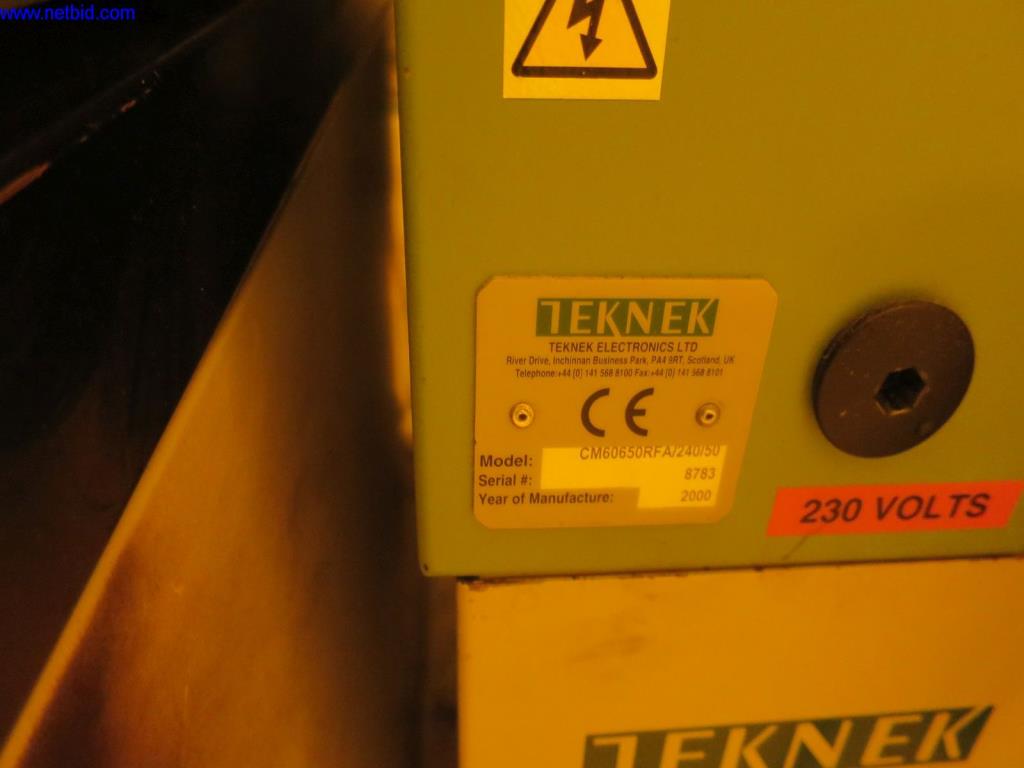 www.netbid.com
TEKNEK
TEKNEK ELECTRONICS LTD
River Drive, Inchinnan Business Park, PA4 9RT, Scotland, UK
Telephone:+44 (0) 141 568 8100 Fax:+44 (0) 141 568 8101
CE
Model: CM60650RFA/240/50
Serial #: 8783
Year of Manufacture: 2000
230 VOLTS
TEKNEK